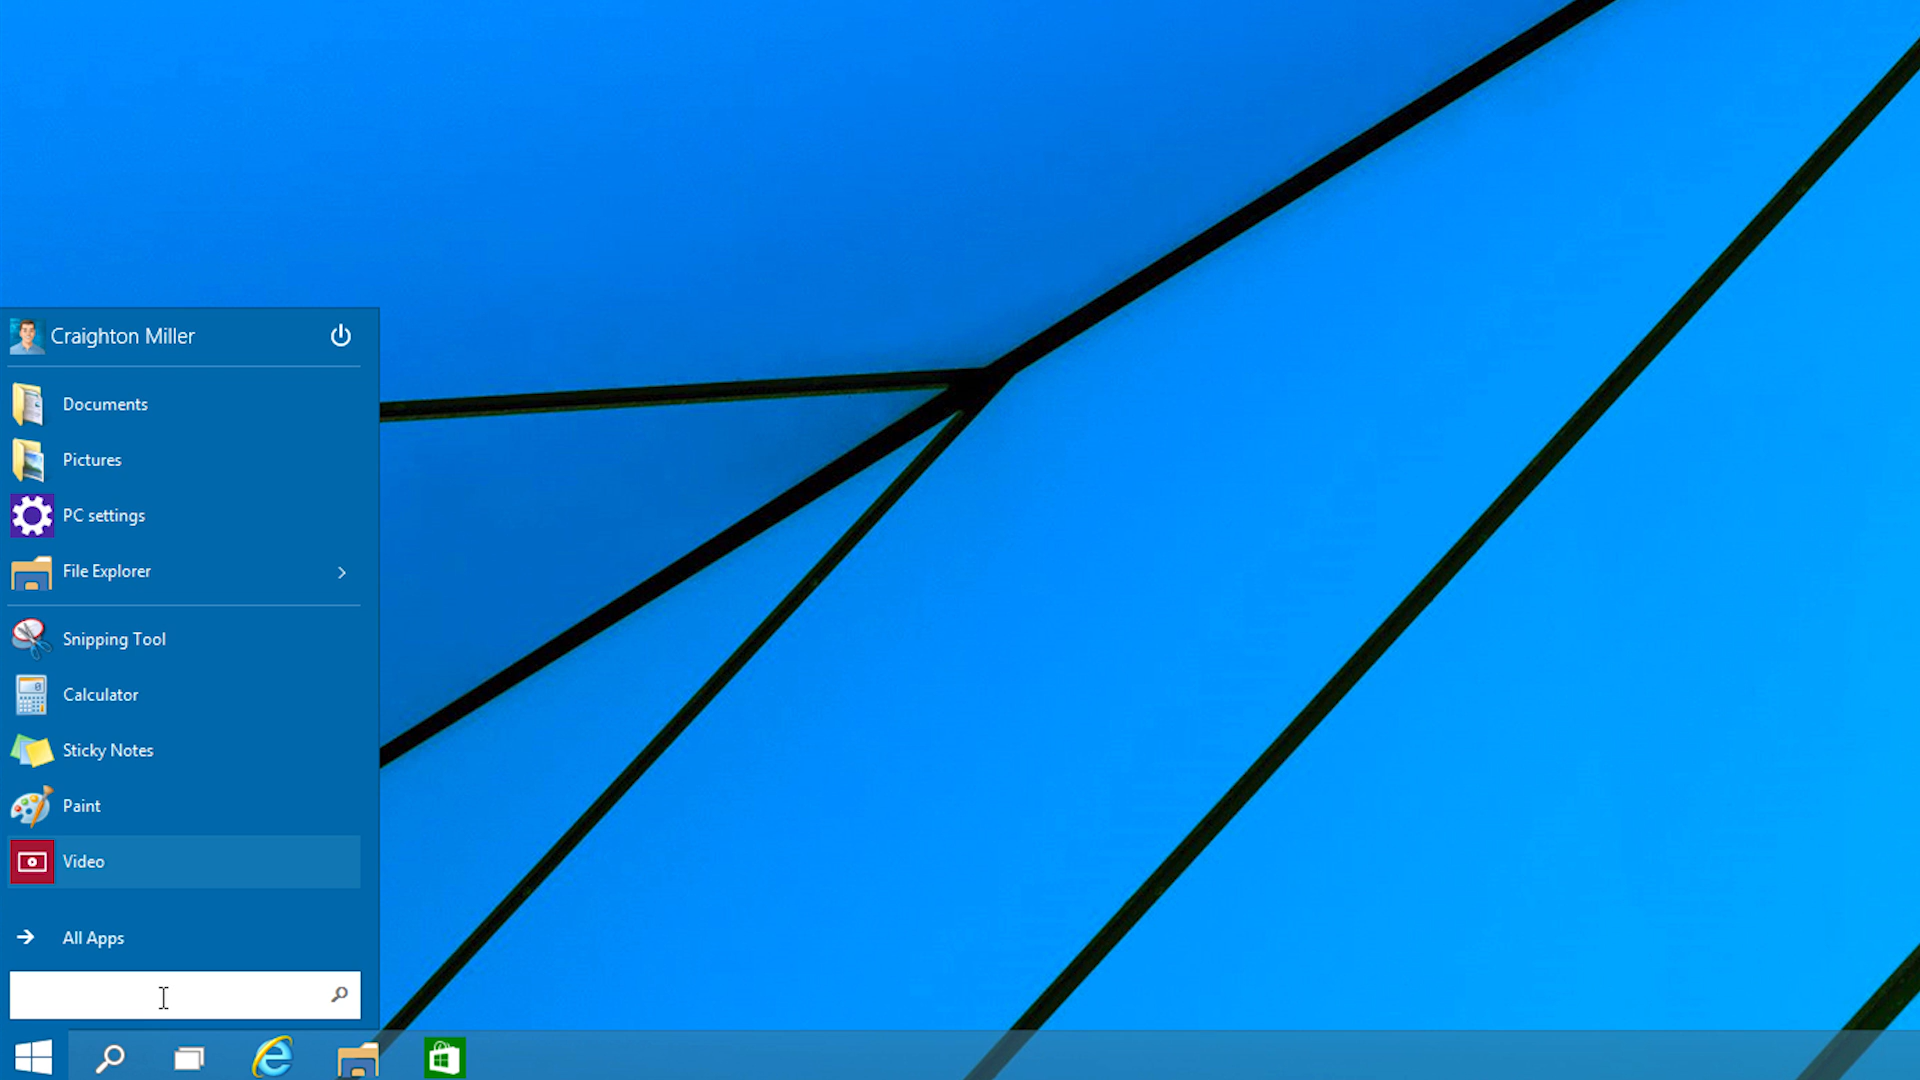 Craighton Miller
Documents
Pictures
PC settings
File Explorer
Snipping Tool
Calculator
Sticky Notes
Paint
Video
All Apps